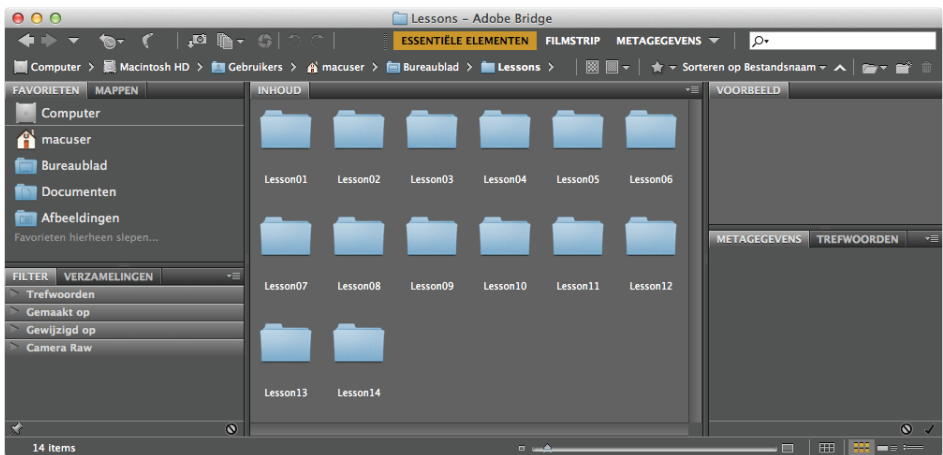 Lessons – Adobe Bridge
ESSENTIËLE ELEMENTEN FILMSTRIP METAGEGEVENS
Computer > Macintosh HD > Gebruikers > macuser > Bureaublad > Lessons > Sorteren op Bestandsnaam
FAVORIETEN MAPPEN
Computer
macuser
Bureaublad
Documenten
Afbeeldingen
Favorieten hierheen slepen...
FILTER VERZAMELINGEN
Trefwoorden
Gemaakt op
Gewijzigd op
Camera Raw
INHOUD
Lesson01 Lesson02 Lesson03 Lesson04 Lesson05 Lesson06
Lesson07 Lesson08 Lesson09 Lesson10 Lesson11 Lesson12
Lesson13 Lesson14
VOORBEELD
METAGEGEVENS TREFWOORDEN
14 items